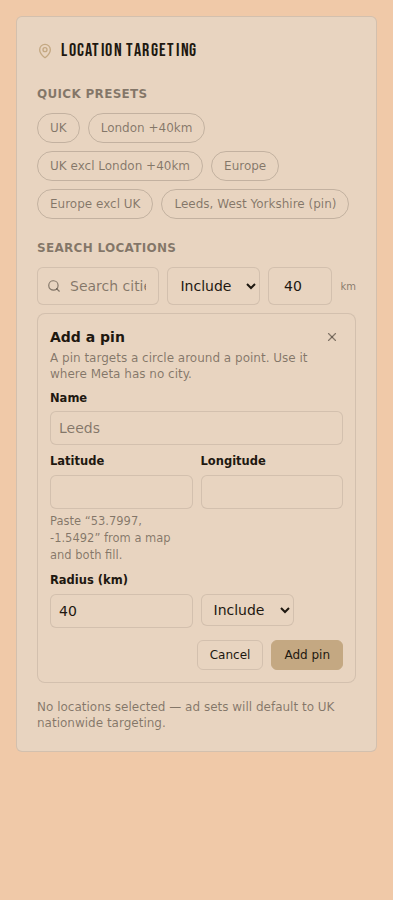 LOCATION TARGETING
QUICK PRESETS
UK
London +40km
UK excl London +40km
Europe
Europe excl UK
Leeds, West Yorkshire (pin)
SEARCH LOCATIONS
Search citi
Include
40
km
Add a pin
A pin targets a circle around a point. Use it
where Meta has no city.
Name
Leeds
Latitude
Longitude
Paste “53.7997,
-1.5492” from a map
and both fill.
Radius (km)
40
Include
Cancel
Add pin
No locations selected — ad sets will default to UK
nationwide targeting.